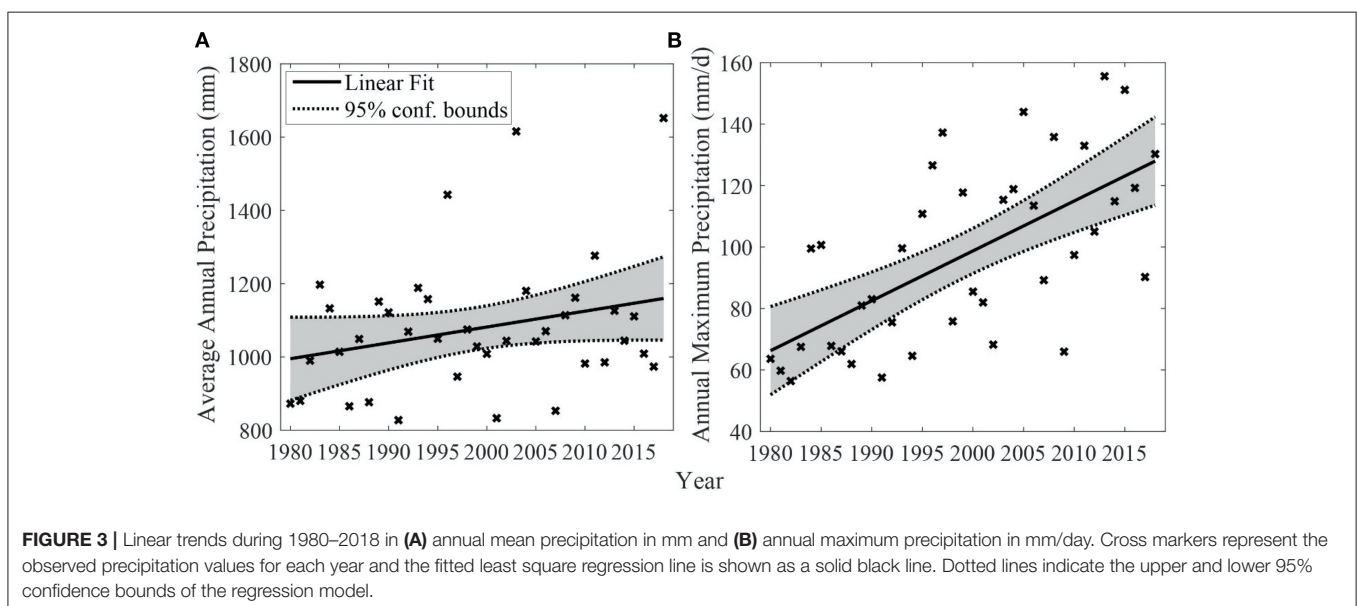 A
Average Annual Precipitation (mm)
1800
1600
1400
1200
1000
800
Linear Fit
95% conf. bounds
1980 1985 1990 1995 2000 2005 2010 2015
B
Annual Maximum Precipitation (mm/d)
160
140
120
100
80
60
40
1980 1985 1990 1995 2000 2005 2010 2015
Year
FIGURE 3 | Linear trends during 1980–2018 in (A) annual mean precipitation in mm and (B) annual maximum precipitation in mm/day. Cross markers represent the
observed precipitation values for each year and the fitted least square regression line is shown as a solid black line. Dotted lines indicate the upper and lower 95%
confidence bounds of the regression model.